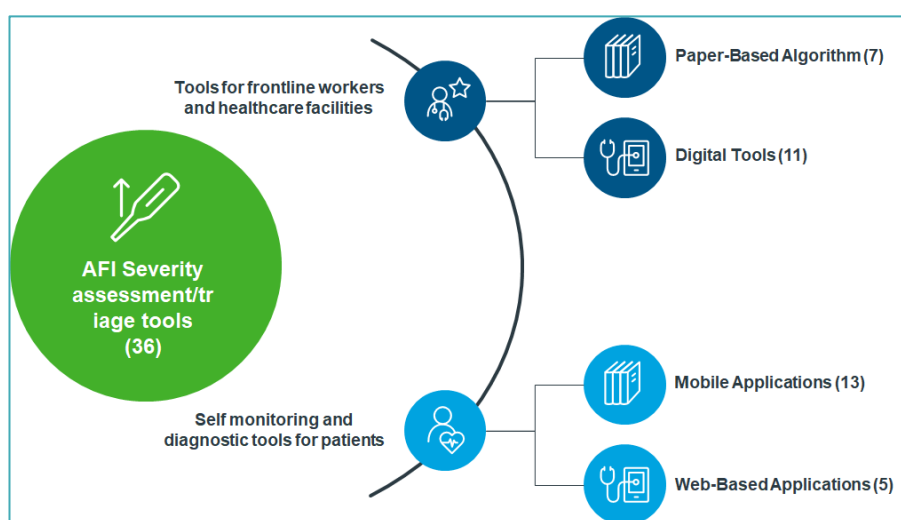 Tools for frontline workers
and healthcare facilities
Paper-Based Algorithm (7)
Digital Tools (11)
AFI Severity
assessment/tr
iage tools
(36)
Self monitoring and
diagnostic tools for patients
Mobile Applications (13)
Web-Based Applications (5)